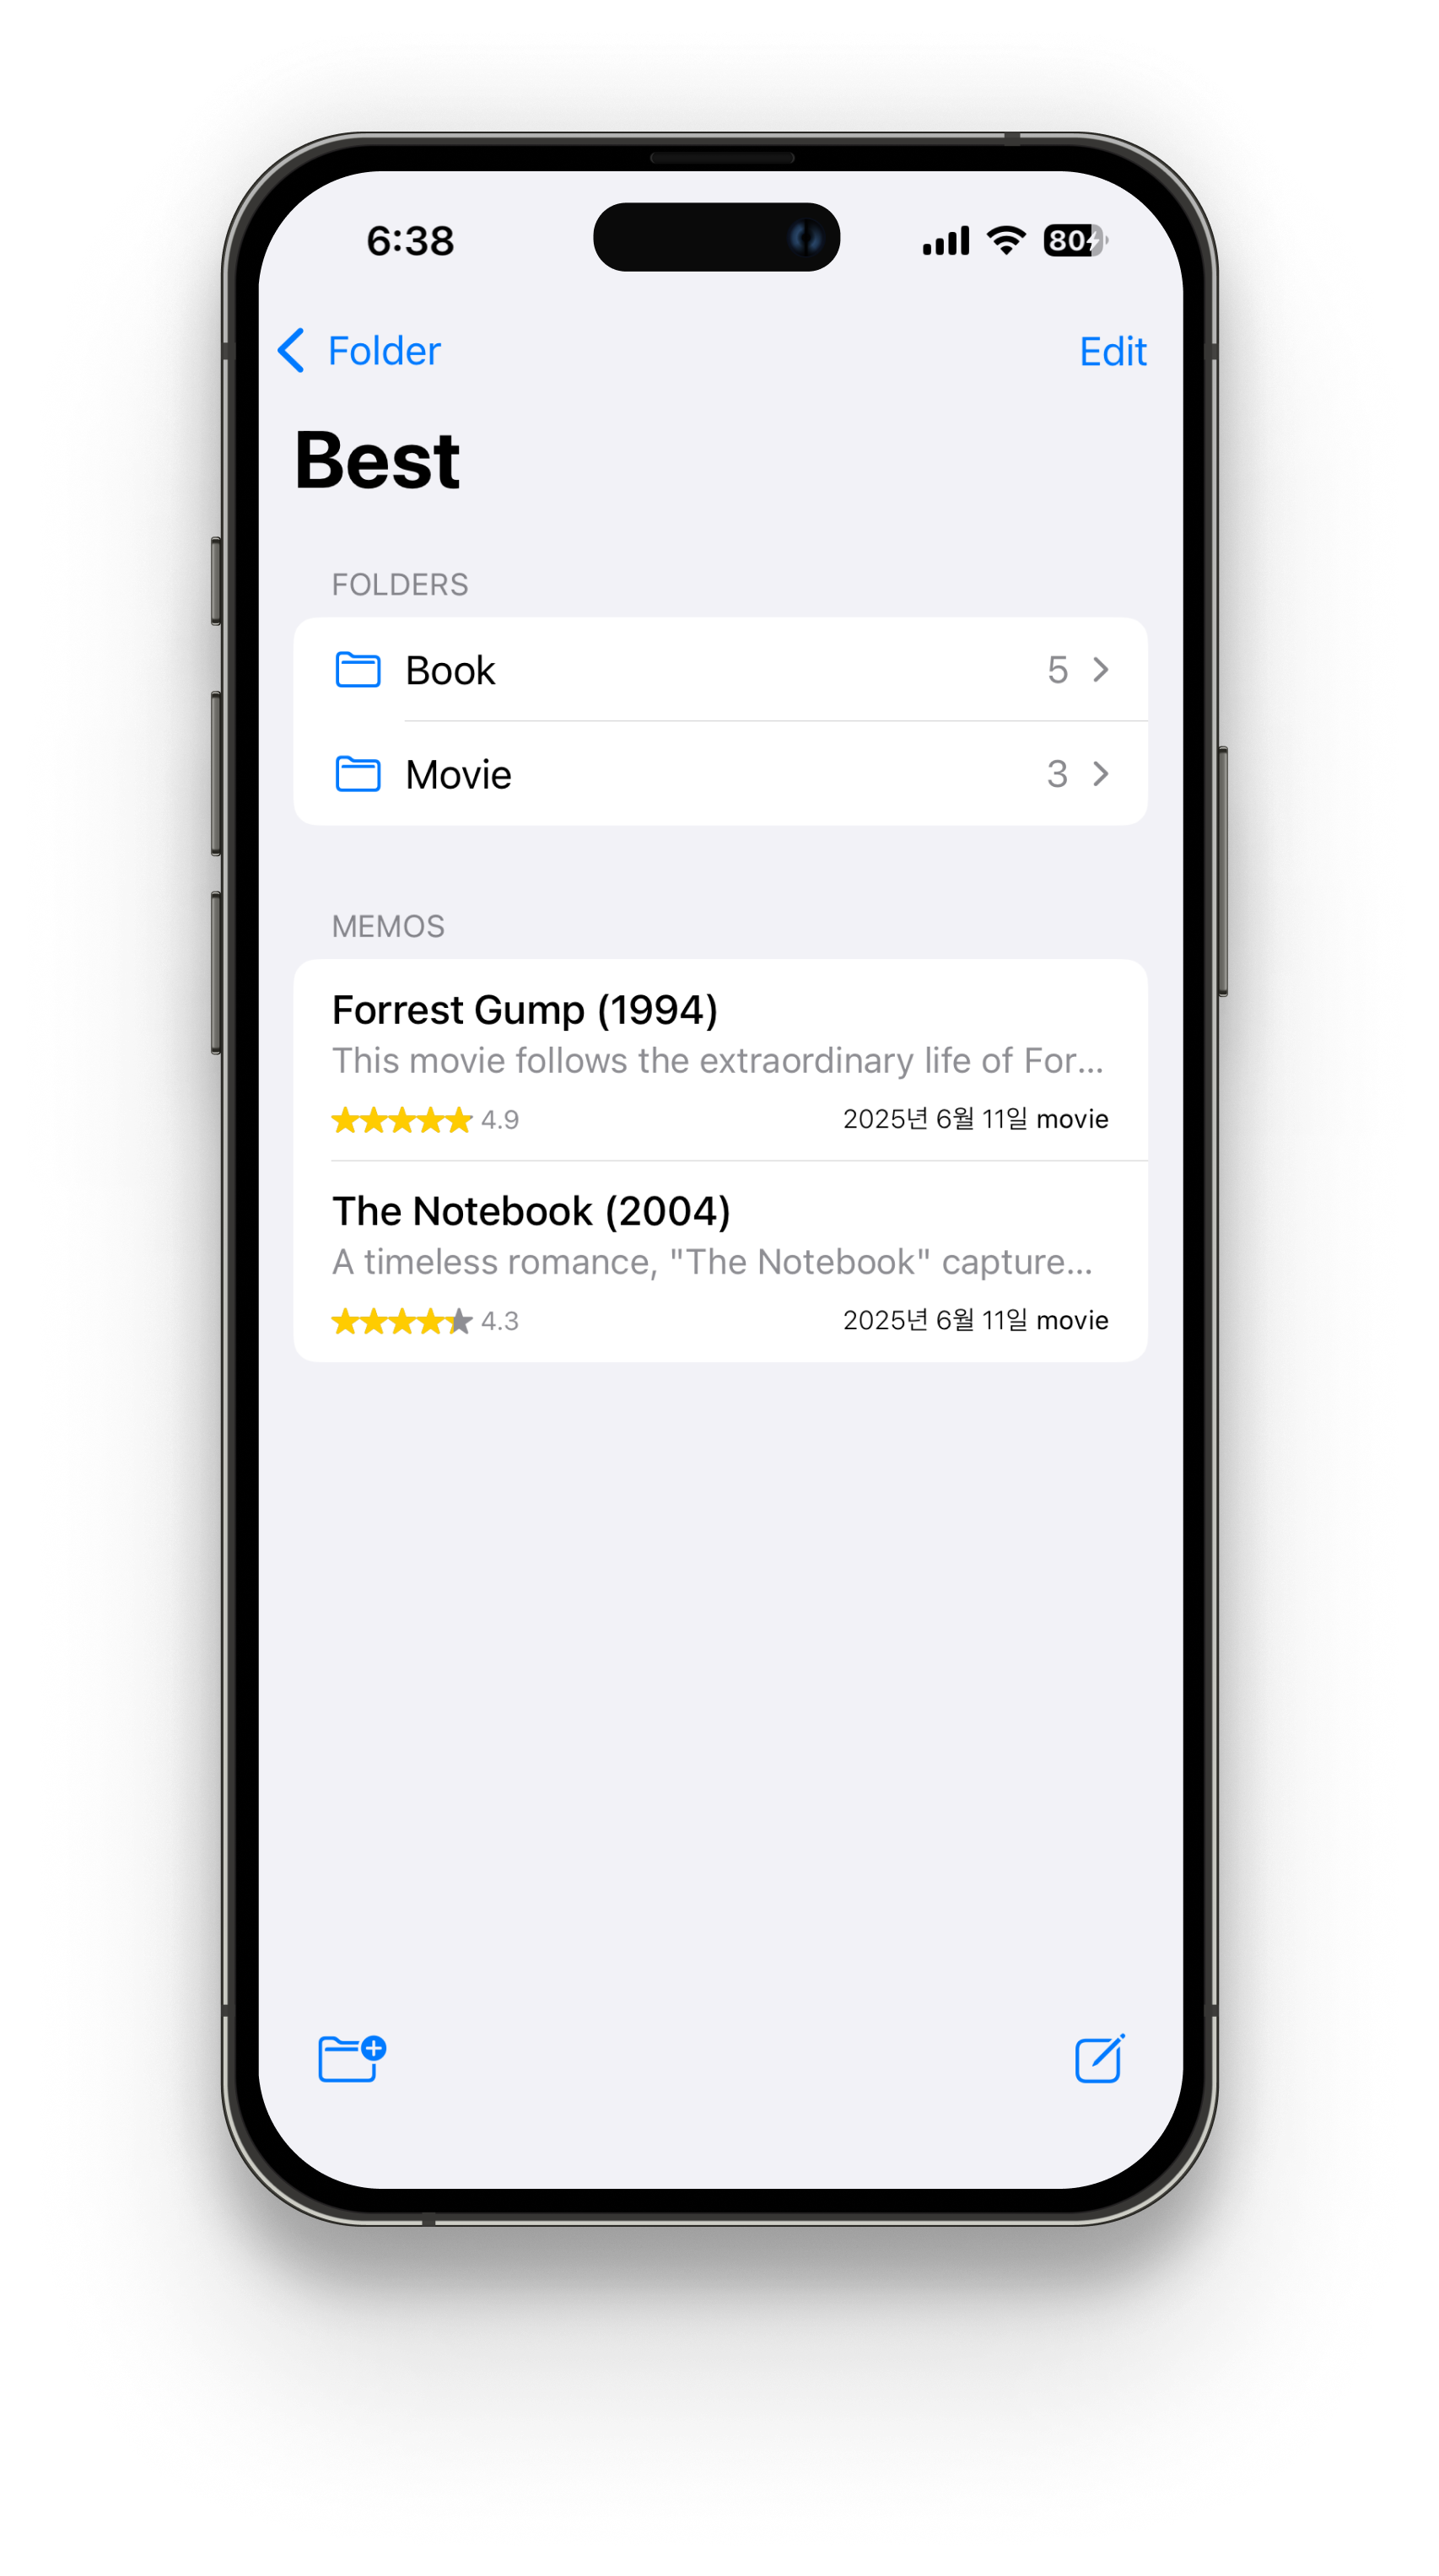 6:38
80
Folder
Edit
Best
FOLDERS
Book
5
Movie
3
MEMOS
Forrest Gump (1994)
This movie follows the extraordinary life of For...
4.9
2025년 6월 11일 movie
The Notebook (2004)
A timeless romance, "The Notebook" capture...
4.3
2025년 6월 11일 movie